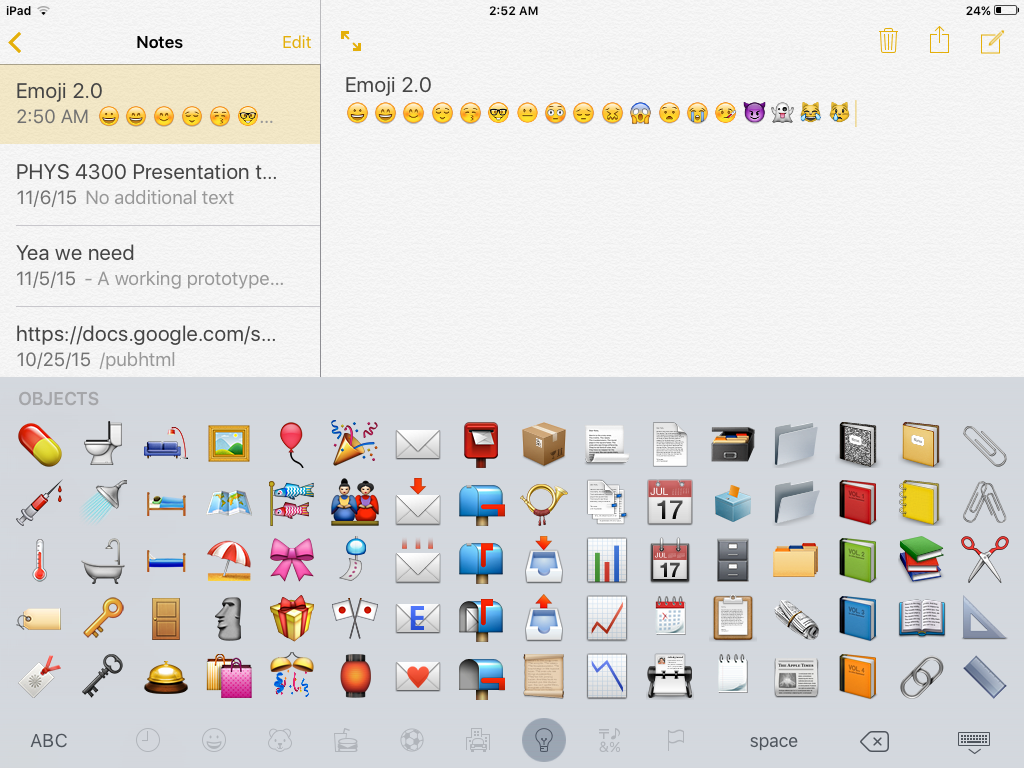 iPad 2:52 AM 24%
Notes Edit
Emoji 2.0
2:50 AM 😀😄😊😌😚🤓...
PHYS 4300 Presentation t...
11/6/15 No additional text
Yea we need
11/5/15 - A working prototype...
https://docs.google.com/s...
10/25/15 /pubhtml
Emoji 2.0
OBJECTS
JUL
17
JUL
17
VOL. 1
VOL. 2
E
VOL. 3
THE APPLE TIMES
VOL. 4
ABC space